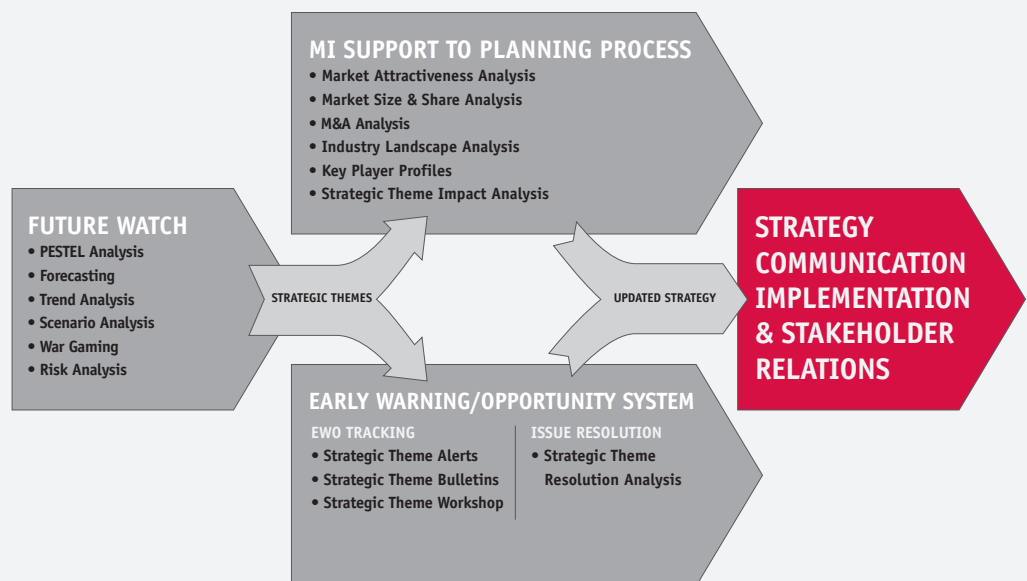 MI SUPPORT TO PLANNING PROCESS
• Market Attractiveness Analysis
• Market Size & Share Analysis
• M&A Analysis
• Industry Landscape Analysis
• Key Player Profiles
• Strategic Theme Impact Analysis
FUTURE WATCH
• PESTEL Analysis
• Forecasting
• Trend Analysis
• Scenario Analysis
• War Gaming
• Risk Analysis
STRATEGIC THEMES
UPDATED STRATEGY
STRATEGY
COMMUNICATION
IMPLEMENTATION
& STAKEHOLDER
RELATIONS
EARLY WARNING/OPPORTUNITY SYSTEM
EWO TRACKING
• Strategic Theme Alerts
• Strategic Theme Bulletins
• Strategic Theme Workshop
ISSUE RESOLUTION
• Strategic Theme
Resolution Analysis